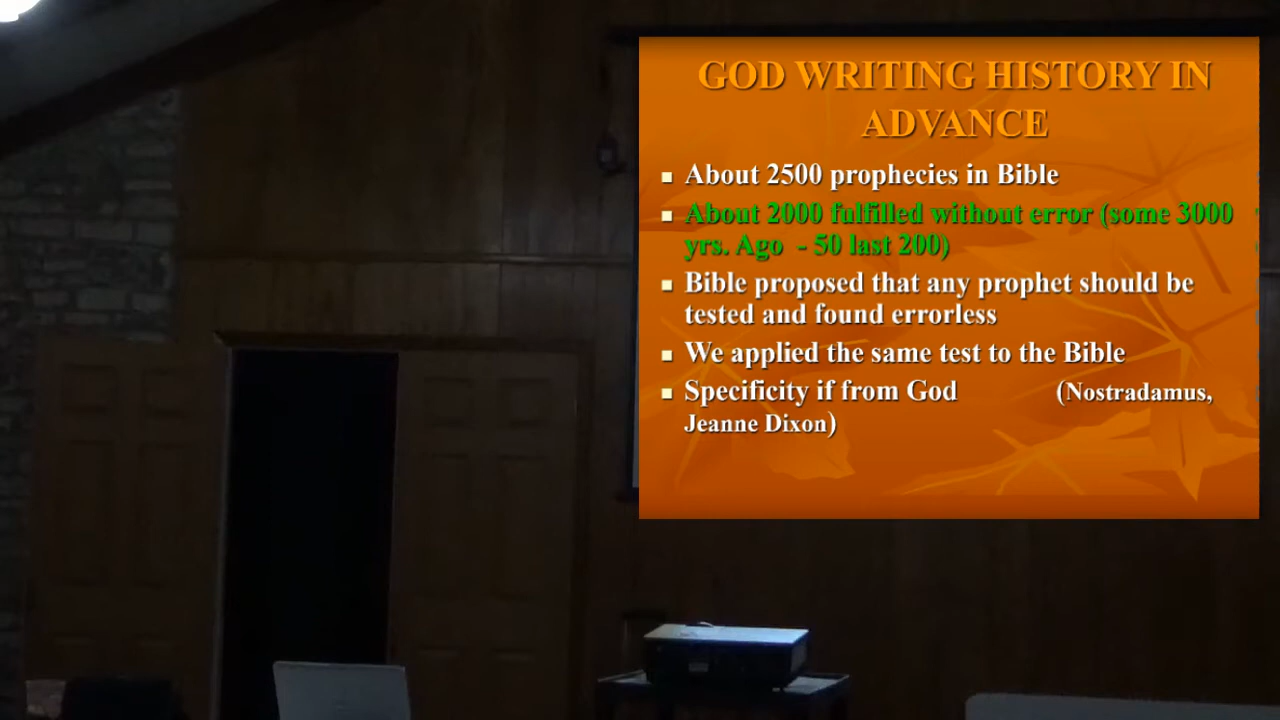 GOD WRITING HISTORY IN
ADVANCE
About 2500 prophecies in Bible
About 2000 fulfilled without error (some 3000
yrs. Ago - 50 last 200)
Bible proposed that any prophet should be
tested and found errorless
We applied the same test to the Bible
Specificity if from God (Nostradamus,
Jeanne Dixon)